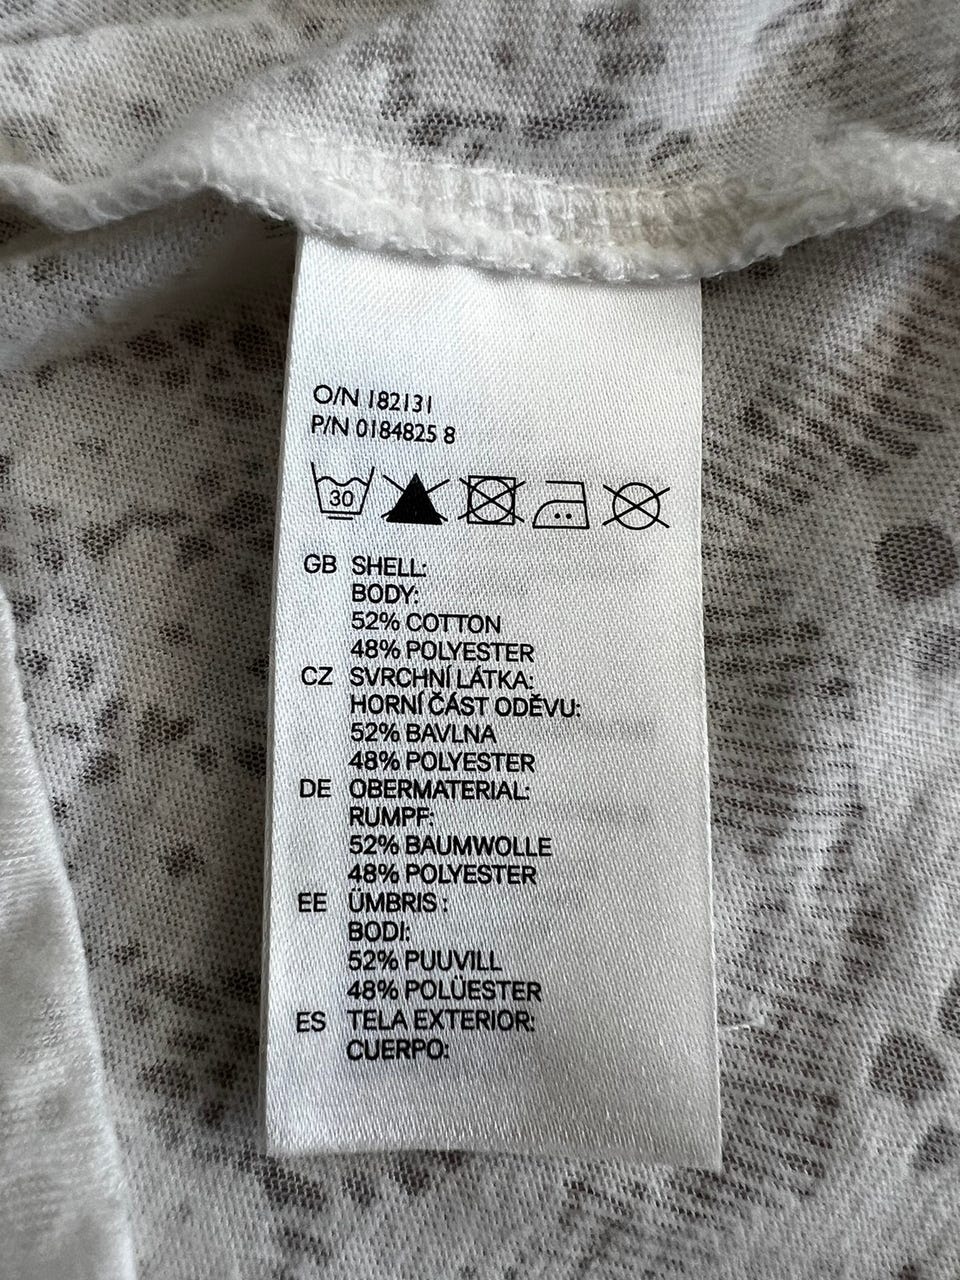 O/N 182131
P/N 0184825 8
30
GB SHELL:
BODY:
52% COTTON
48% POLYESTER
CZ SVRCHNÍ LÁTKA:
HORNÍ ČÁST ODĚVU:
52% BAVLNA
48% POLYESTER
DE OBERMATERIAL:
RUMPF:
52% BAUMWOLLE
48% POLYESTER
EE ÜMBRIS:
BODI:
52% PUUVILL
48% POLÜESTER
ES TELA EXTERIOR:
CUERPO: